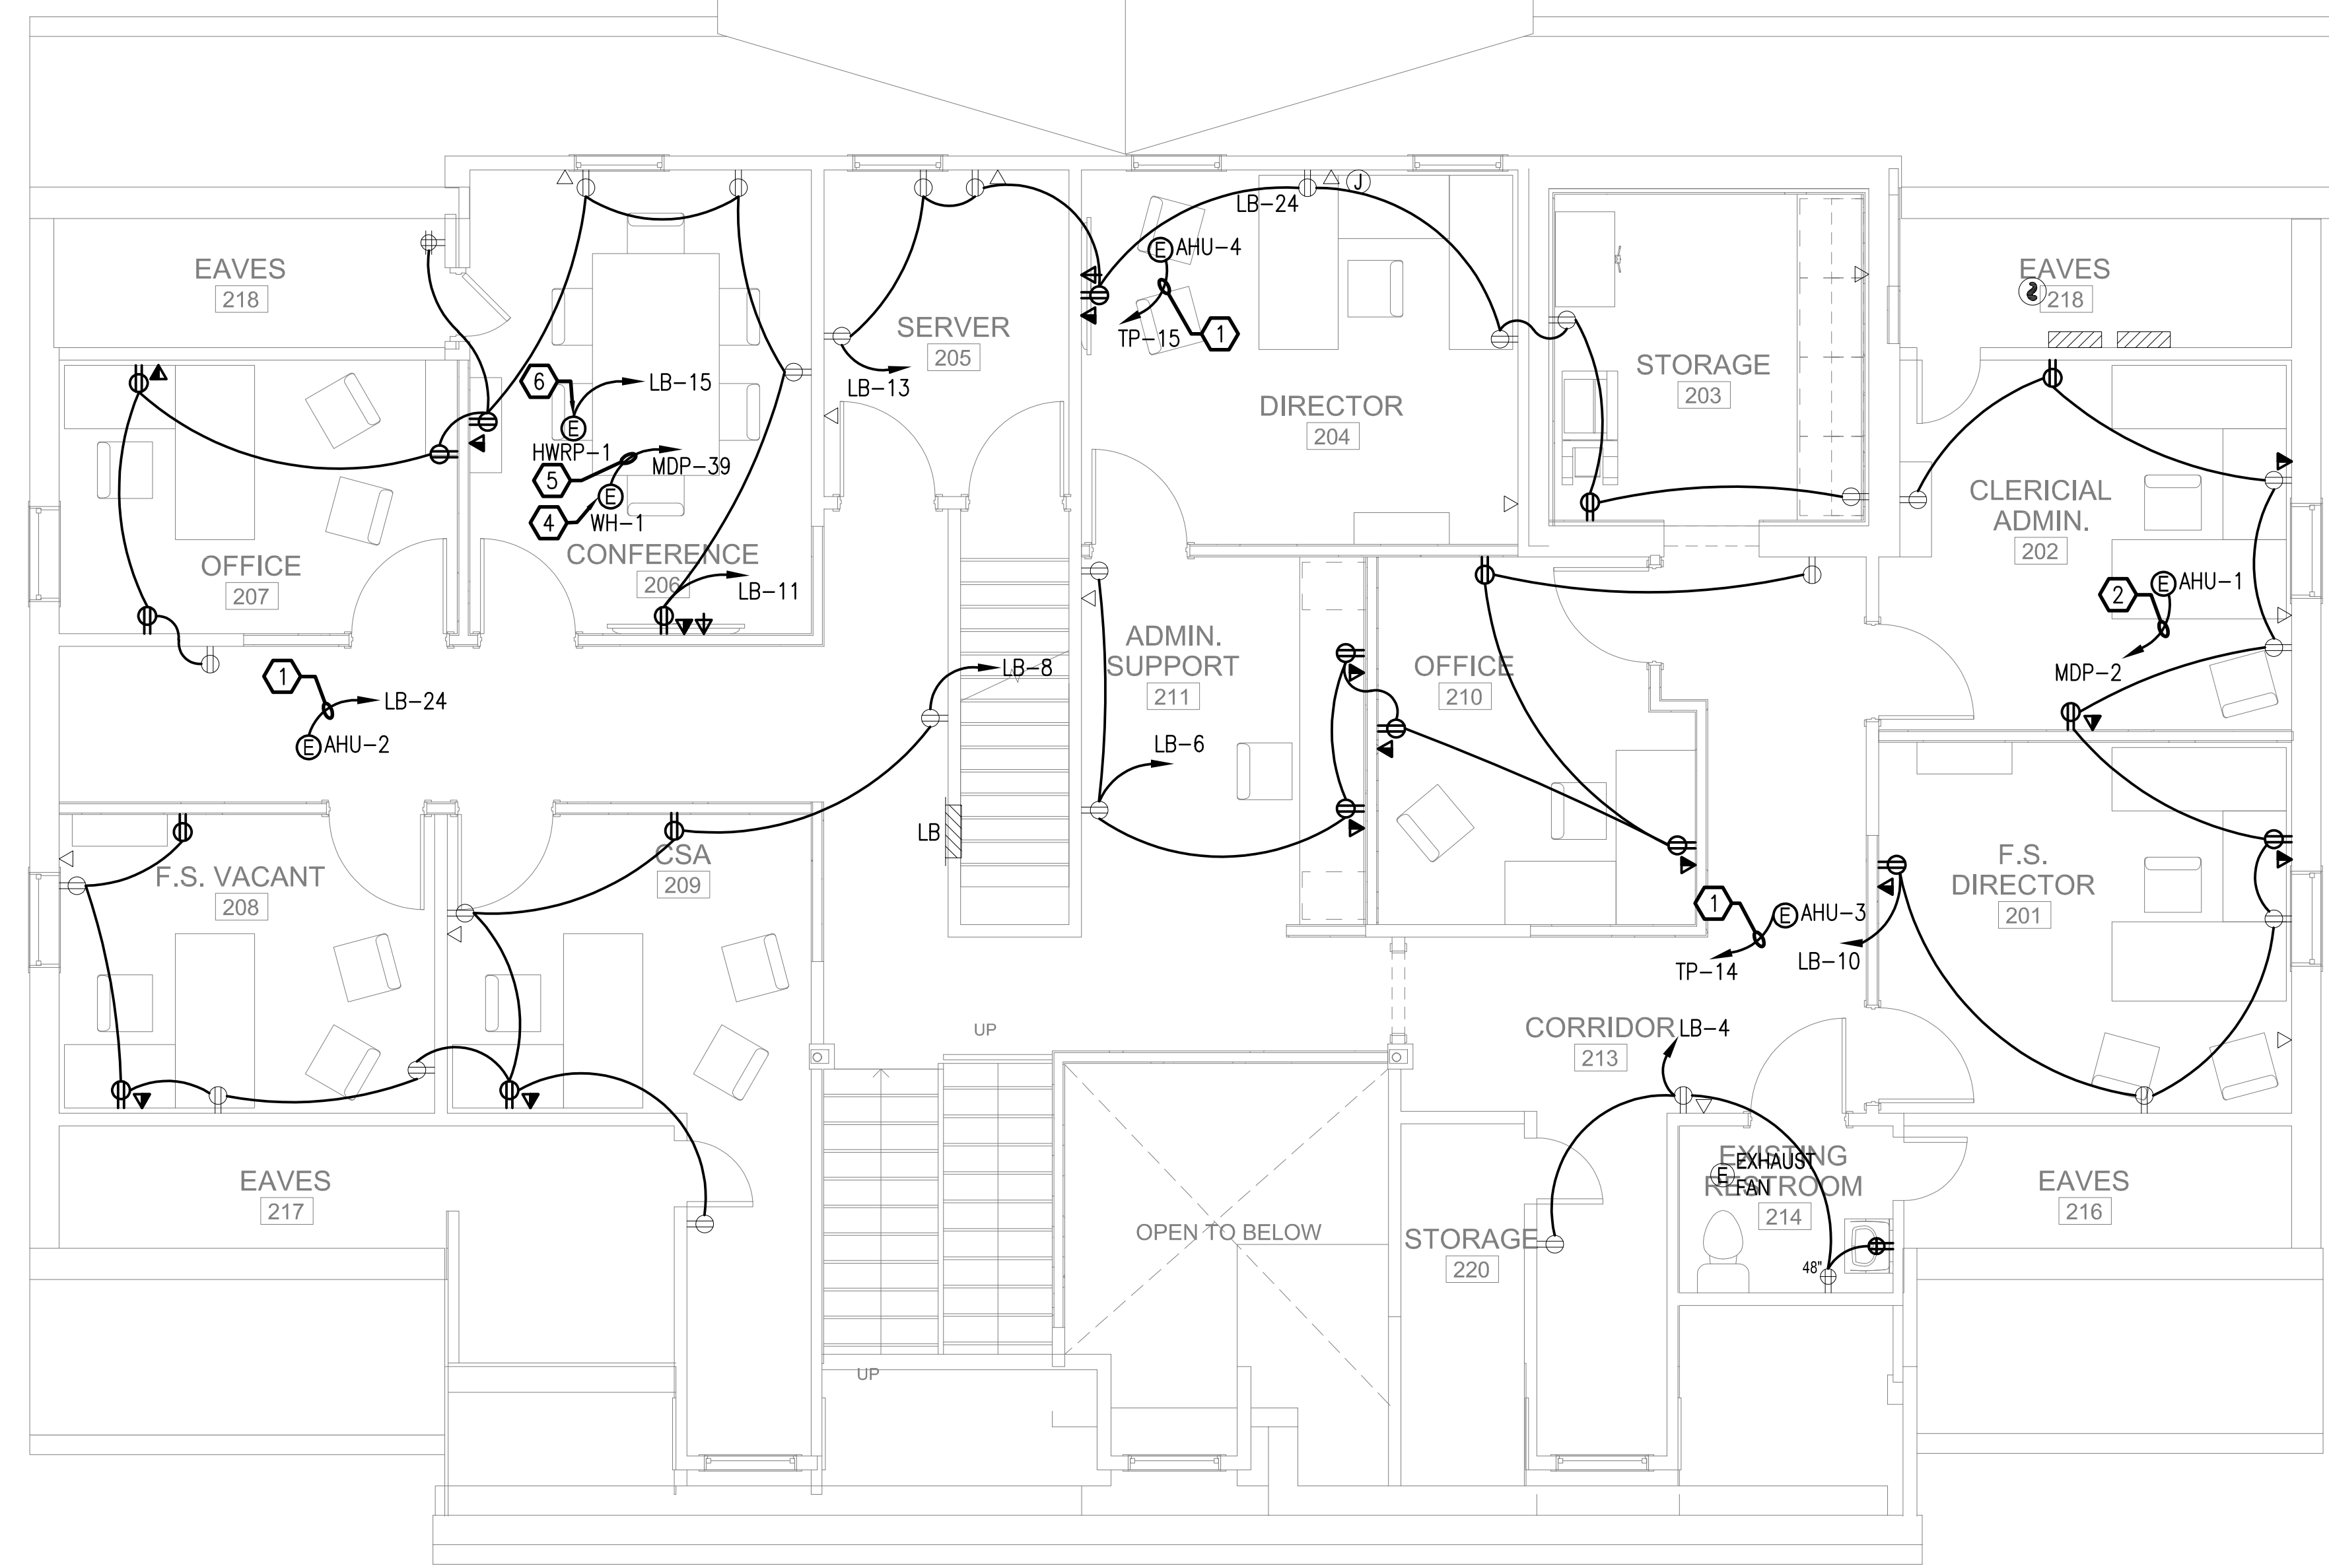 LB-24
J
E AHU-4
TP-15
1
EAVES
218
EAVES
2
218
SERVER
205
LB-13
STORAGE
203
6
LB-15
E
HWRP-1
MDP-39
5
E
4
WH-1
CONFERENCE
206
LB-11
DIRECTOR
204
CLERICIAL
ADMIN.
202
OFFICE
207
2
E AHU-1
MDP-2
ADMIN.
SUPPORT
211
OFFICE
210
1
LB-24
E AHU-2
LB-8
LB-6
LB
CSA
209
F.S. VACANT
208
F.S.
DIRECTOR
201
1
E AHU-3
TP-14
LB-10
CORRIDOR
213
LB-4
UP
EXISTING
RESTROOM
214
E EXHAUST
FAN
48"
EAVES
217
EAVES
216
OPEN TO BELOW
STORAGE
220
UP